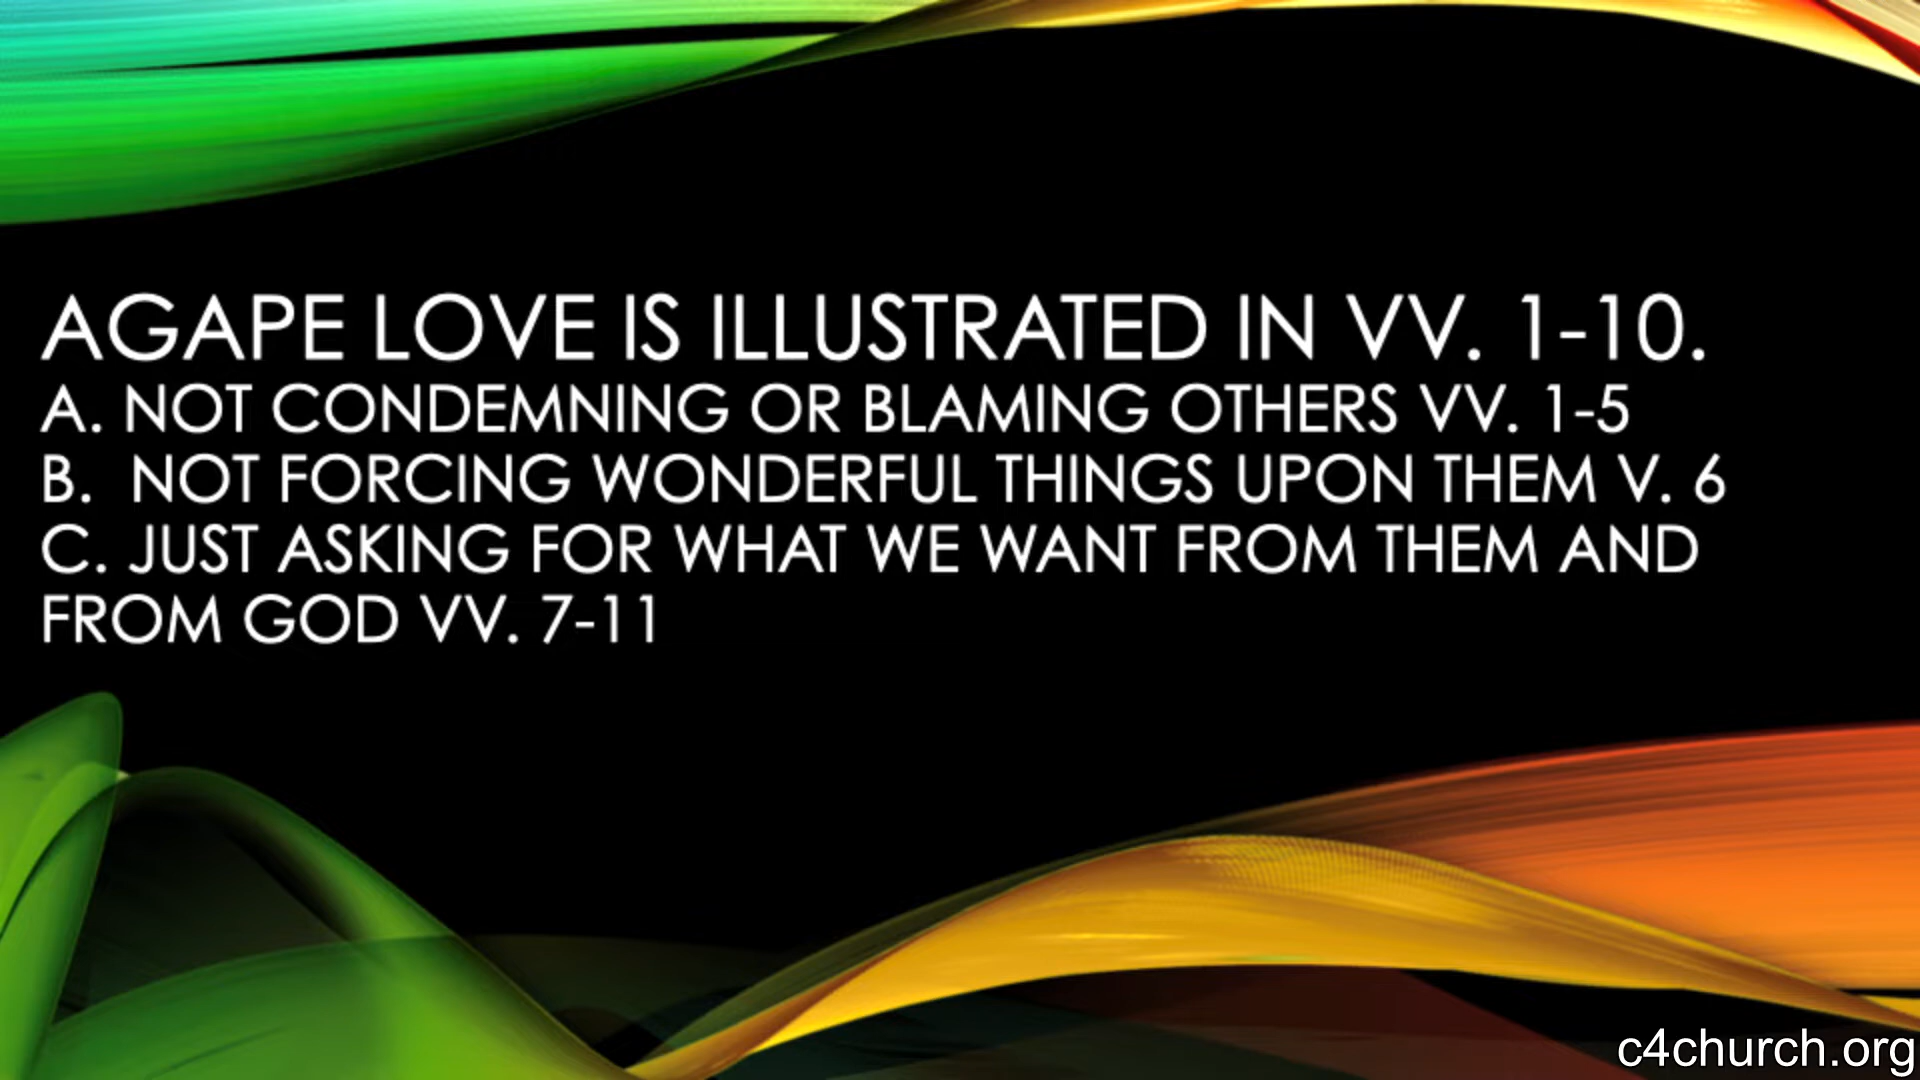 AGAPE LOVE IS ILLUSTRATED IN VV. 1-10.
A. NOT CONDEMNING OR BLAMING OTHERS VV. 1-5
B.  NOT FORCING WONDERFUL THINGS UPON THEM V. 6
C. JUST ASKING FOR WHAT WE WANT FROM THEM AND
FROM GOD VV. 7-11
c4church.org